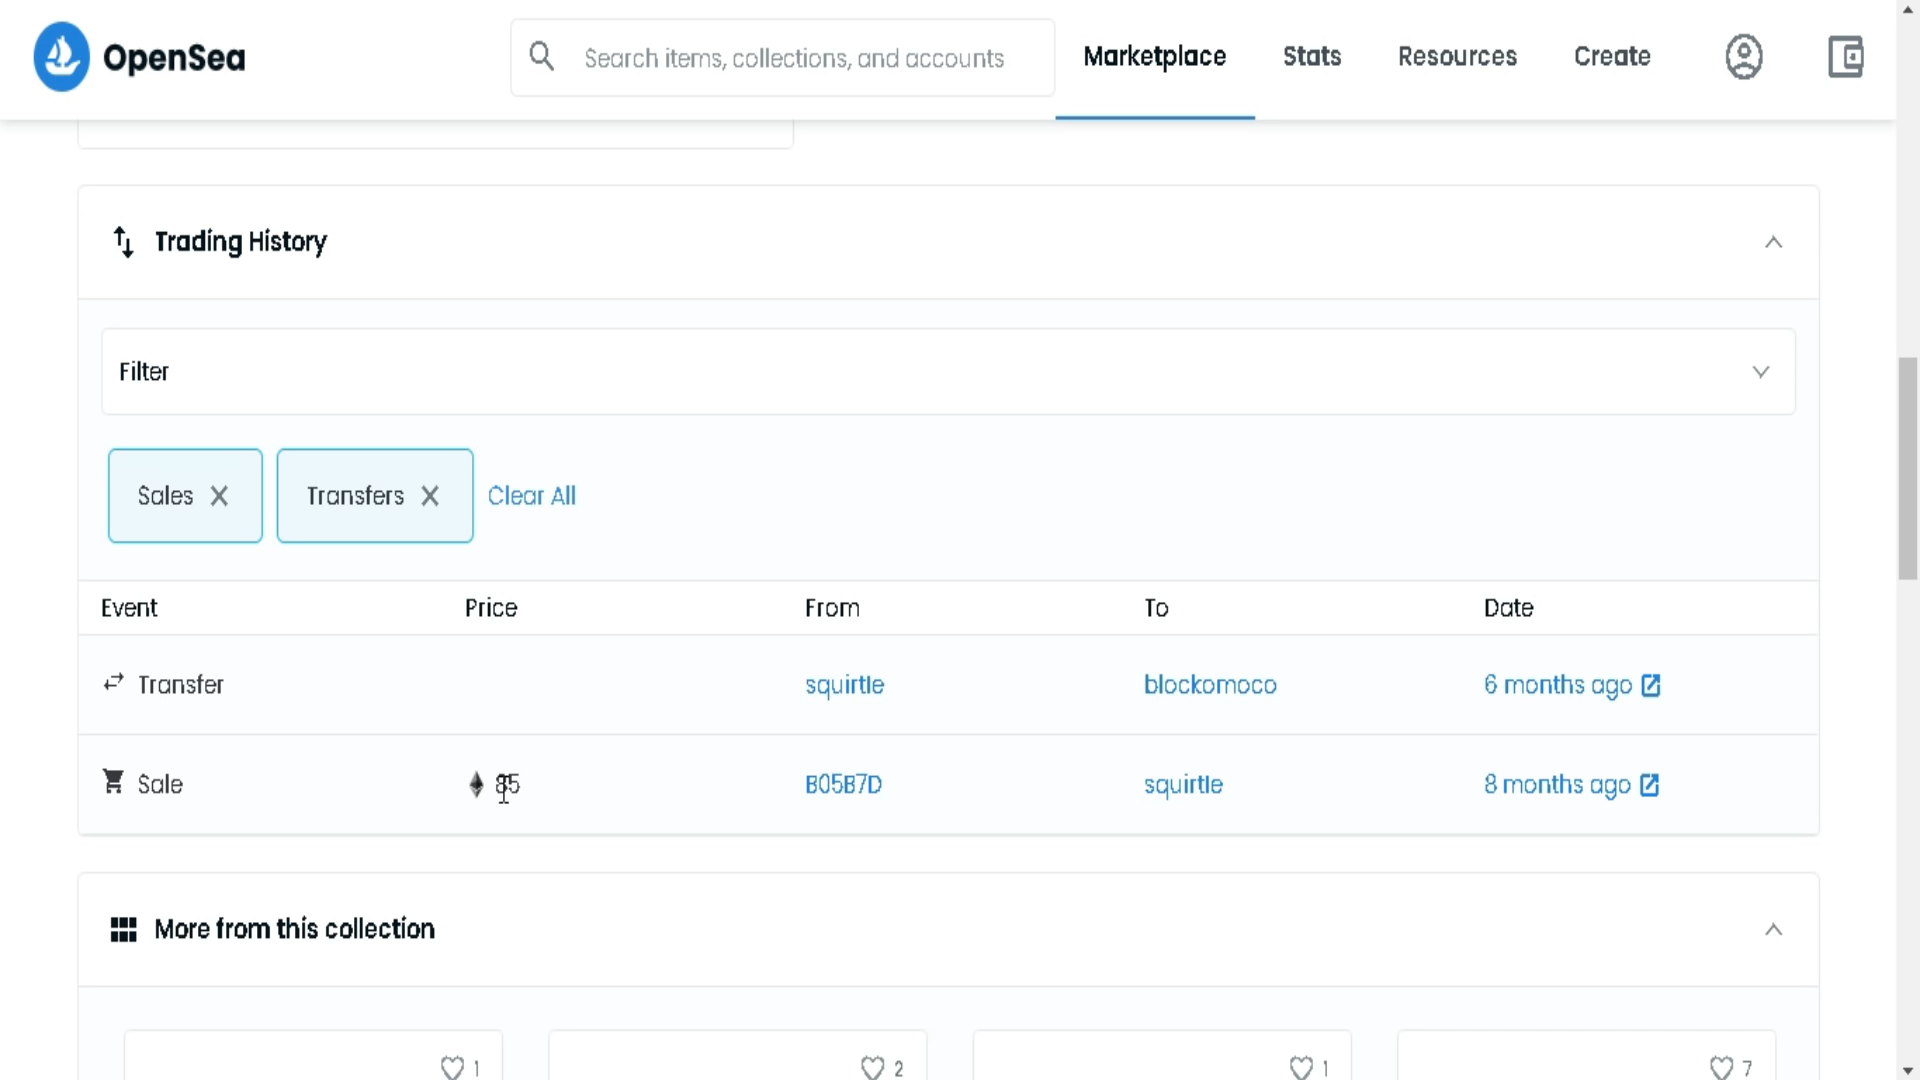 OpenSea
Search items, collections, and accounts
Marketplace
Stats
Resources
Create
Trading History
Filter
Sales
Transfers
Clear All
Event Price From To Date
Transfer squirtle blockomoco 6 months ago
Sale 85 B05B7D squirtle 8 months ago
More from this collection
1 2 1 7